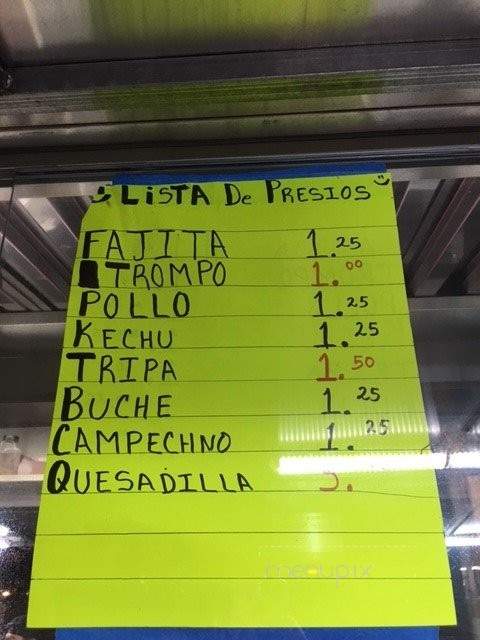 LISTA De PRESIOS
FAJITA 1.25
TROMPO 1.00
POLLO 1.25
KECHU 1.25
TRIPA 1.50
BUCHE 1.25
CAMPECHNO 1.25
QUESADILLA
menupix